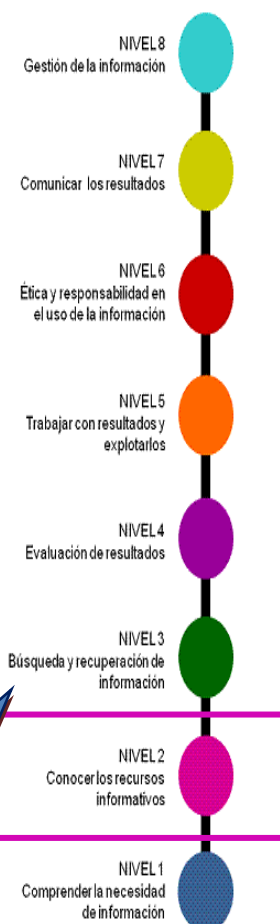 NIVEL 8
Gestión de la información
NIVEL 7
Comunicar los resultados
NIVEL 6
Ética y responsabilidad en
el uso de la información
NIVEL 5
Trabajar con resultados y
explotarlos
NIVEL 4
Evaluación de resultados
NIVEL 3
Búsqueda y recuperación de
información
NIVEL 2
Conocer los recursos
informativos
NIVEL 1
Comprender la necesidad
de información